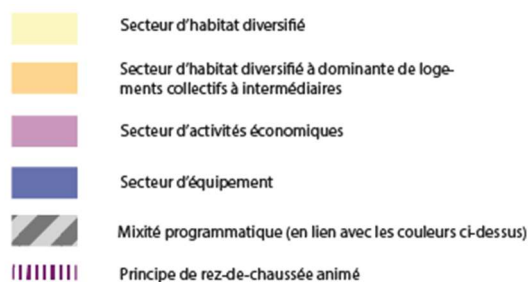 Secteur d'habitat diversifié
Secteur d'habitat diversifié à dominante de loge-
ments collectifs à intermédiaires
Secteur d'activités économiques
Secteur d'équipement
Mixité programmatique (en lien avec les couleurs ci-dessus)
Principe de rez-de-chaussée animé